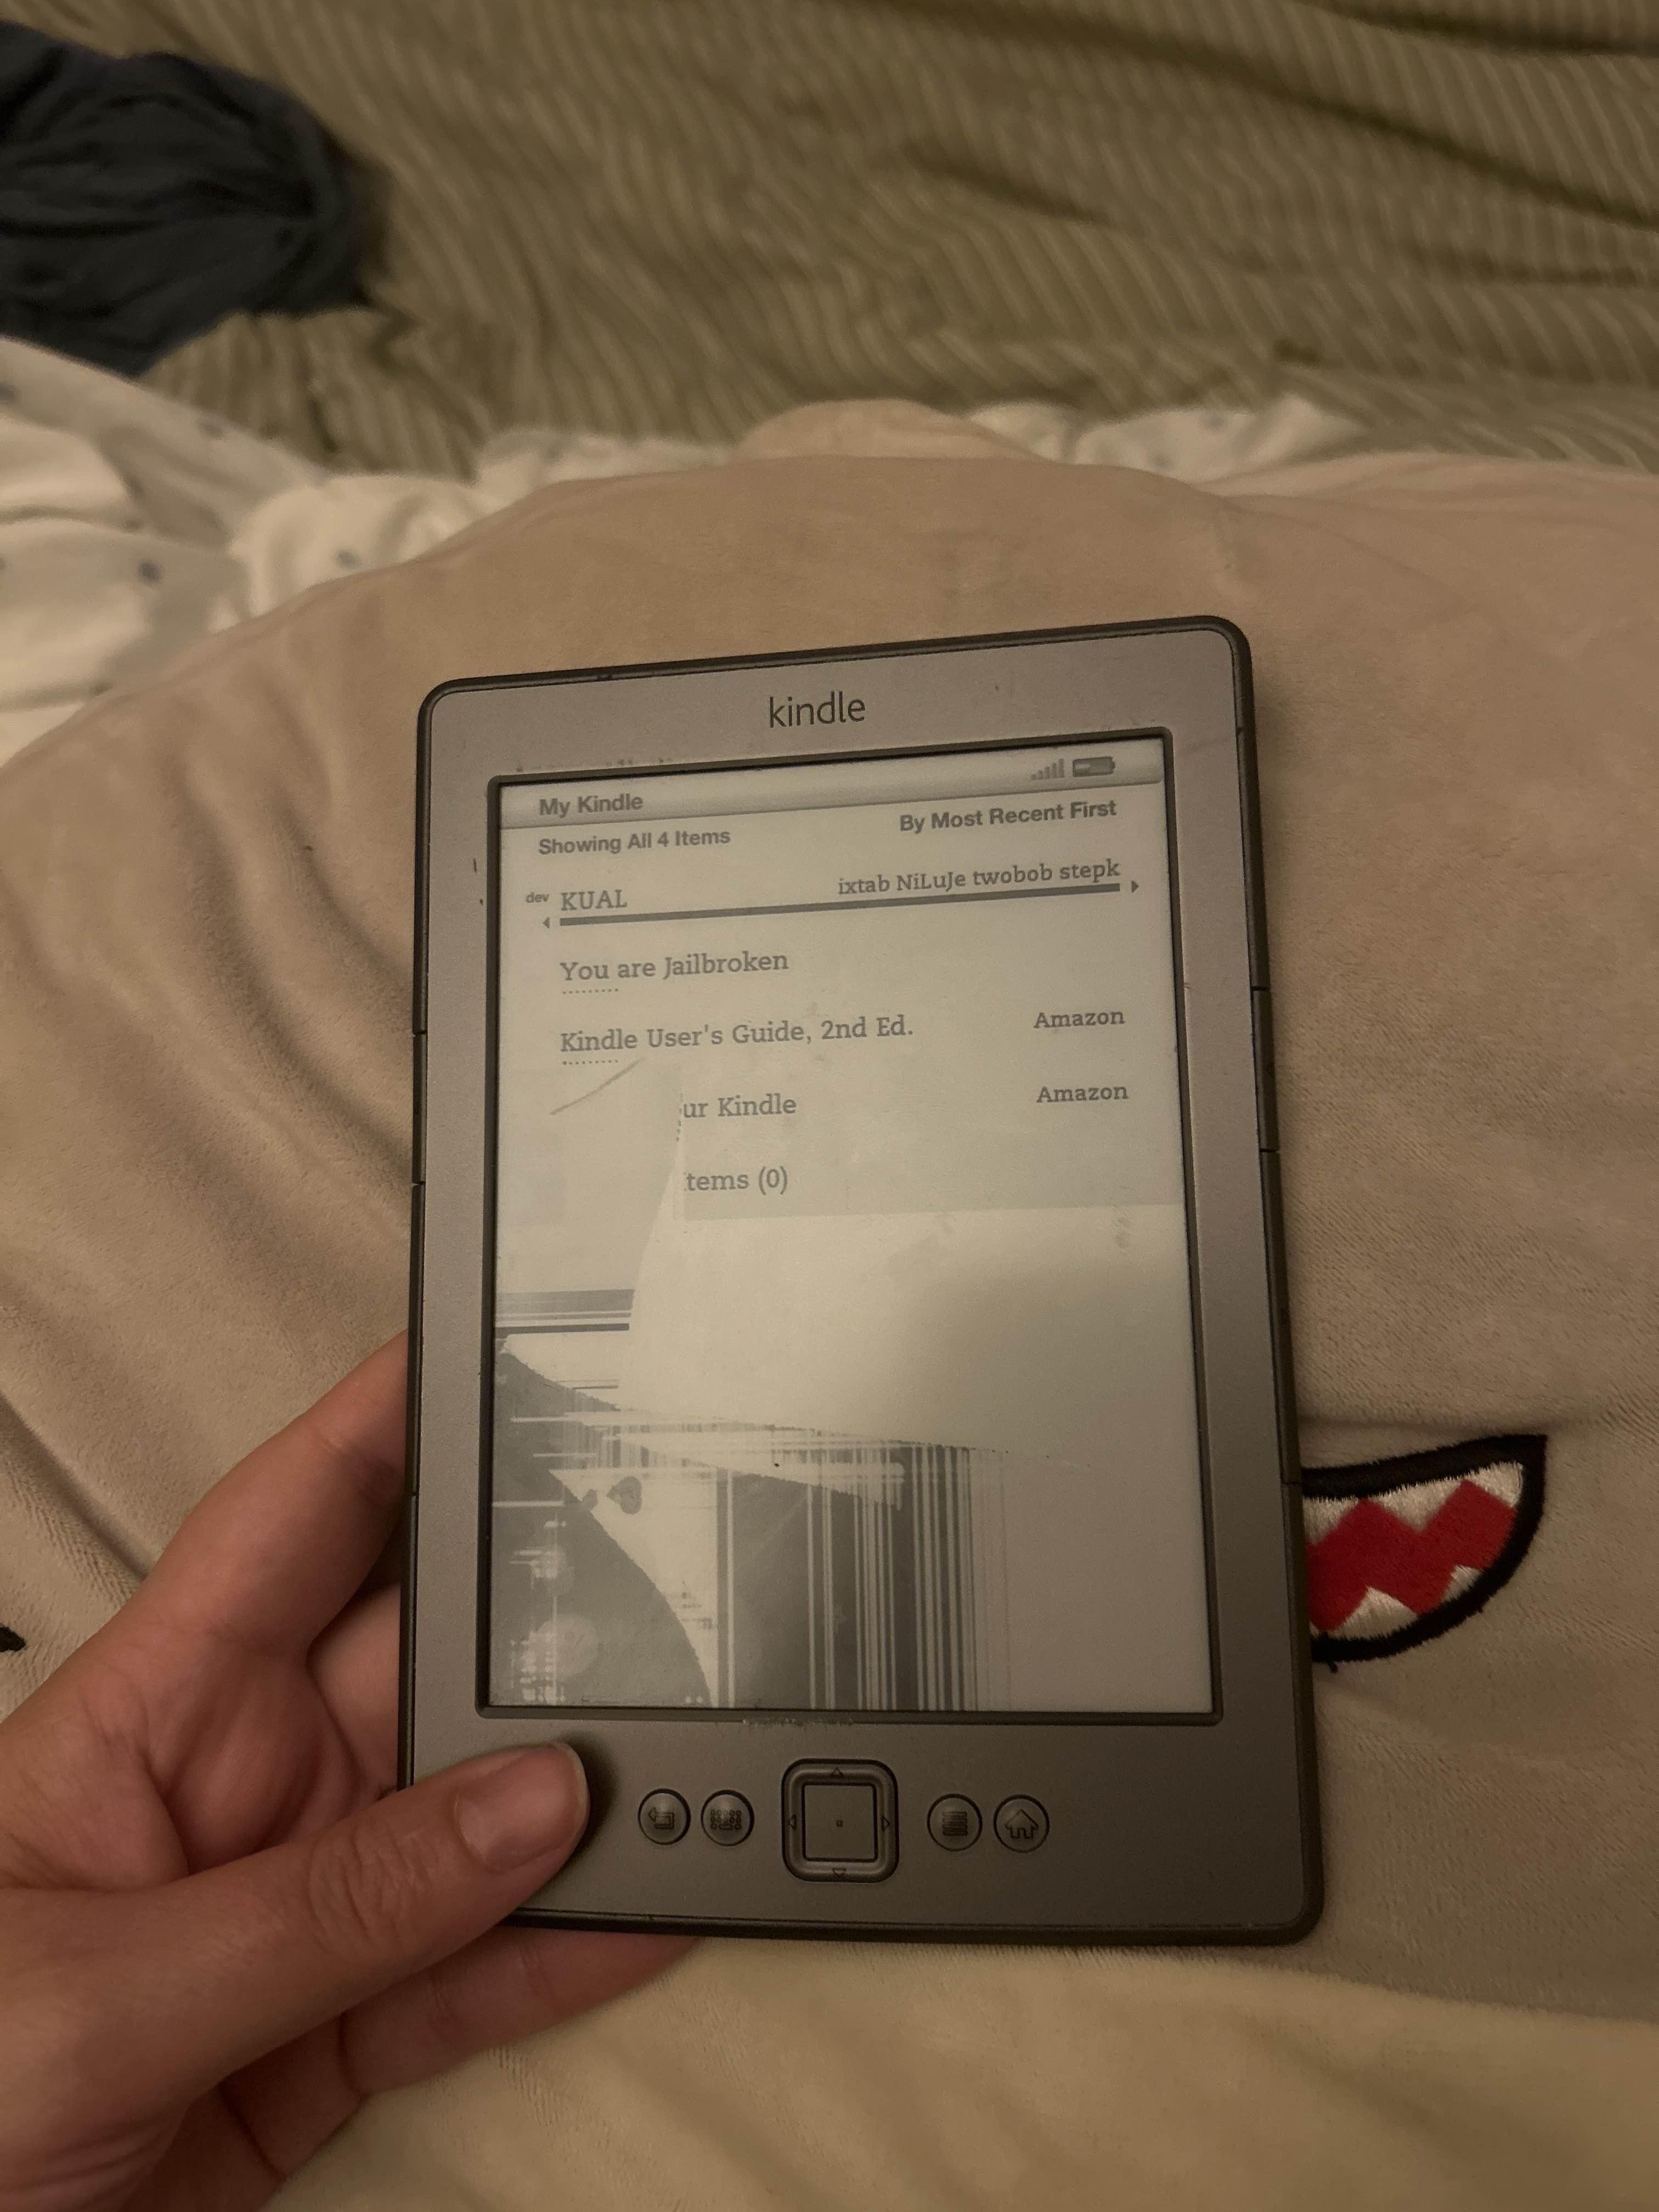 kindle
My Kindle
Showing All 4 Items By Most Recent First
dev KUAL ixtab NiLuJe twobob stepk
You are Jailbroken
Kindle User's Guide, 2nd Ed. Amazon
ur Kindle Amazon
tems (0)